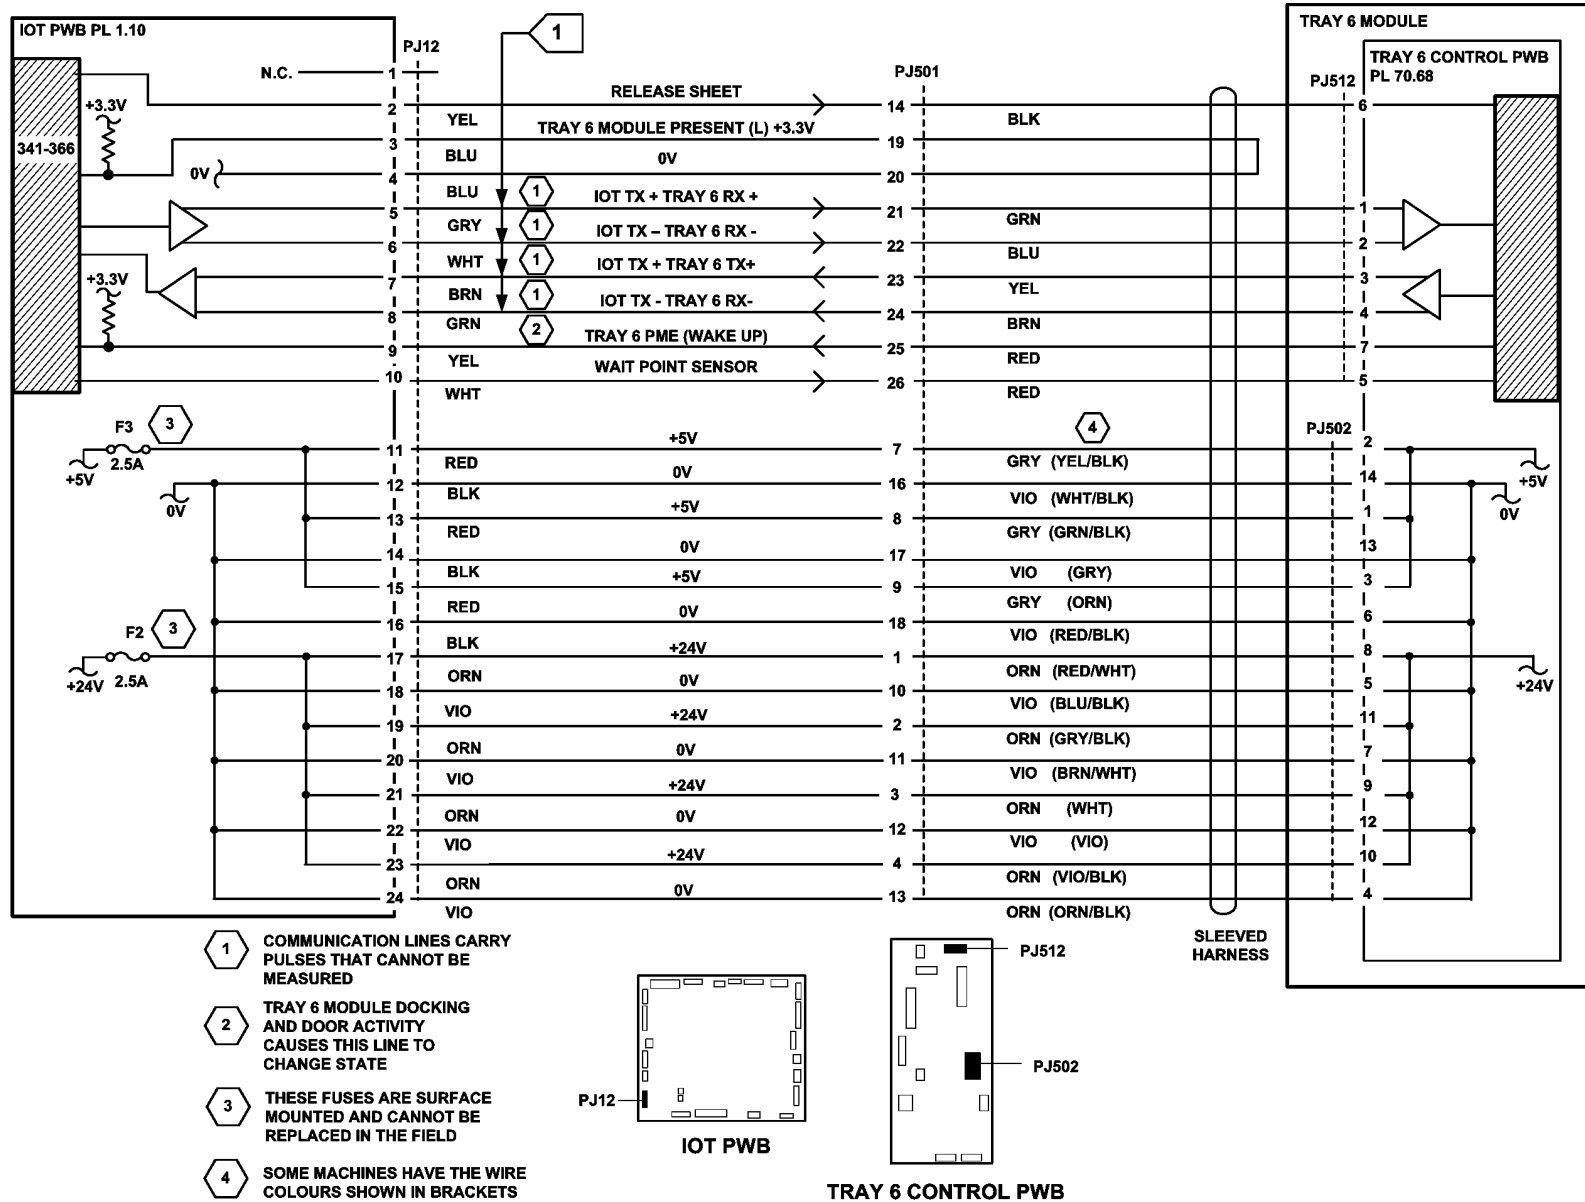 IOT PWB PL 1.10
TRAY 6 MODULE
PJ12
1
TRAY 6 CONTROL PWB
PL 70.68
PJ501
PJ512
341-366
N.C.
1
+3.3V
2
YEL
RELEASE SHEET
14
BLK
6
3
BLU
TRAY 6 MODULE PRESENT (L) +3.3V
19
0V
4
BLU
0V
20
1
IOT TX + TRAY 6 RX +
5
GRY
21
GRN
1
1
IOT TX – TRAY 6 RX -
6
WHT
22
BLU
2
1
IOT TX + TRAY 6 TX+
7
BRN
23
YEL
3
+3.3V
1
IOT TX - TRAY 6 RX-
8
GRN
24
BRN
4
2
TRAY 6 PME (WAKE UP)
9
YEL
25
RED
7
WAIT POINT SENSOR
10
WHT
26
RED
5
F3
3
2.5A
+5V
4
PJ502
11
RED
+5V
7
GRY (YEL/BLK)
2
+5V
0V
12
BLK
0V
16
VIO (WHT/BLK)
14
0V
13
RED
+5V
8
GRY (GRN/BLK)
1
14
BLK
0V
17
VIO (GRY)
13
15
RED
+5V
9
GRY (ORN)
3
16
BLK
0V
18
VIO (RED/BLK)
6
F2
3
+24V 2.5A
17
ORN
+24V
1
ORN (RED/WHT)
8
+24V
18
VIO
0V
10
VIO (BLU/BLK)
5
19
ORN
+24V
2
ORN (GRY/BLK)
11
20
VIO
0V
11
VIO (BRN/WHT)
7
21
ORN
+24V
3
ORN (WHT)
9
22
VIO
0V
12
VIO (VIO)
12
23
ORN
+24V
4
ORN (VIO/BLK)
10
24
VIO
0V
13
ORN (ORN/BLK)
4
SLEEVED
HARNESS
1
COMMUNICATION LINES CARRY
PULSES THAT CANNOT BE
MEASURED
2
TRAY 6 MODULE DOCKING
AND DOOR ACTIVITY
CAUSES THIS LINE TO
CHANGE STATE
3
THESE FUSES ARE SURFACE
MOUNTED AND CANNOT BE
REPLACED IN THE FIELD
4
SOME MACHINES HAVE THE WIRE
COLOURS SHOWN IN BRACKETS
PJ12
IOT PWB
PJ512
PJ502
TRAY 6 CONTROL PWB